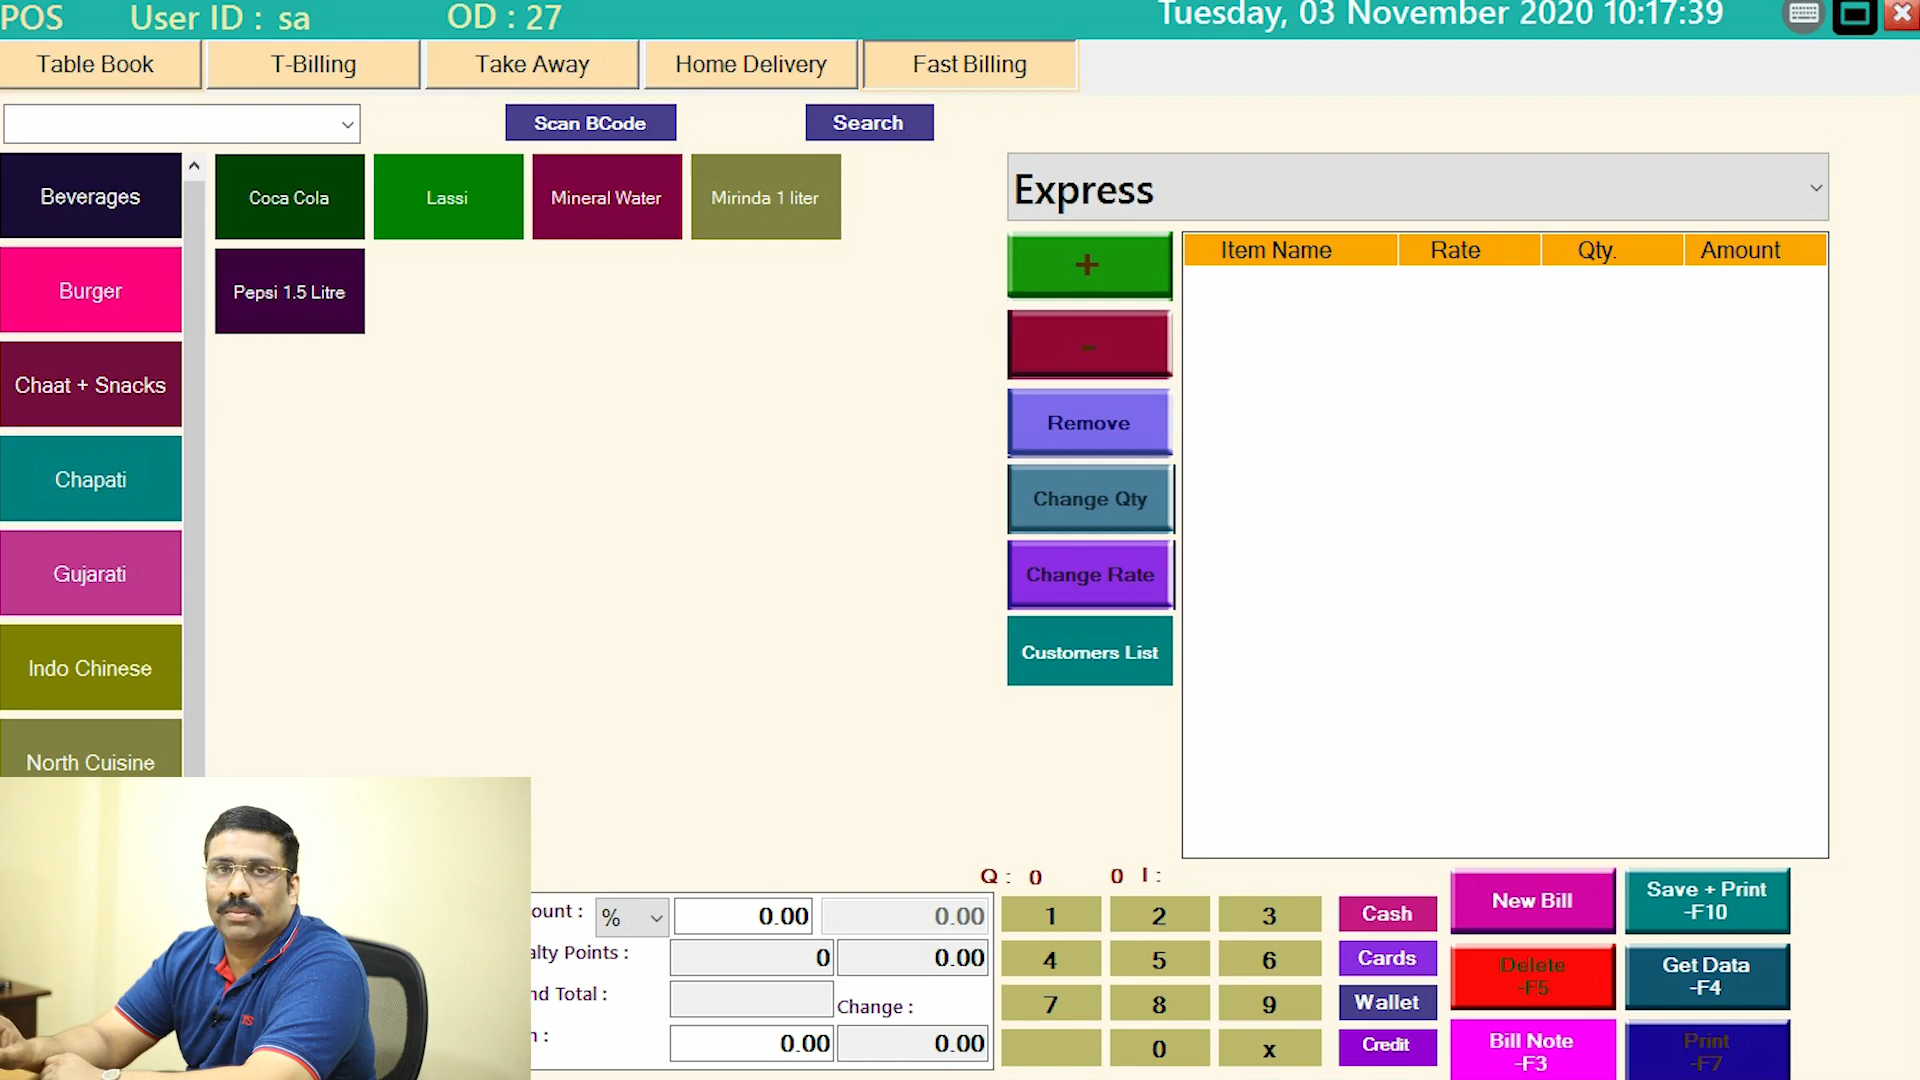 POS User ID : sa OD : 27 Tuesday, 03 November 2020 10:17:39
Table Book T-Billing Take Away Home Delivery Fast Billing
Scan BCode Search
Beverages
Burger
Chaat + Snacks
Chapati
Gujarati
Indo Chinese
North Cuisine
Coca Cola Lassi Mineral Water Mirinda 1 liter
Pepsi 1.5 Litre
Express
+
-
Remove
Change Qty
Change Rate
Customers List
Item Name Rate Qty. Amount
Q : 0 0 I :
ount : % 0.00 0.00
alty Points : 0 0.00
nd Total : Change :
n : 0.00 0.00
1 2 3
4 5 6
7 8 9
0 x
Cash
Cards
Wallet
Credit
New Bill
Save + Print
-F10
Delete
-F5
Get Data
-F4
Bill Note
-F3
Print
-F7